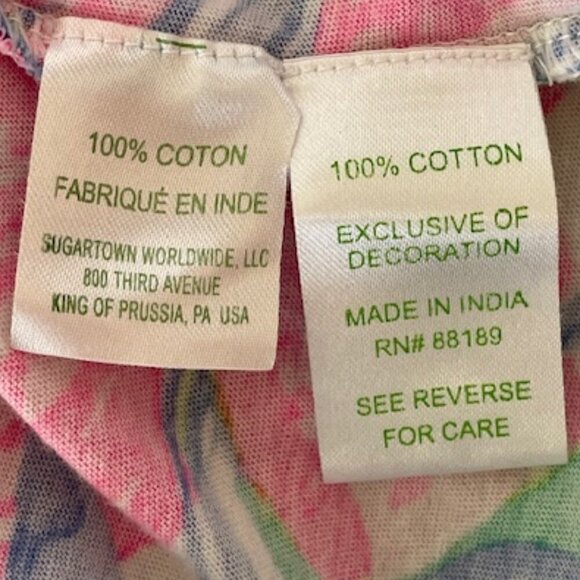 100% COTON
FABRIQUÉ EN INDE
SUGARTOWN WORLDWIDE, LLC
800 THIRD AVENUE
KING OF PRUSSIA, PA USA
100% COTTON
EXCLUSIVE OF
DECORATION
MADE IN INDIA
RN# 88189
SEE REVERSE
FOR CARE